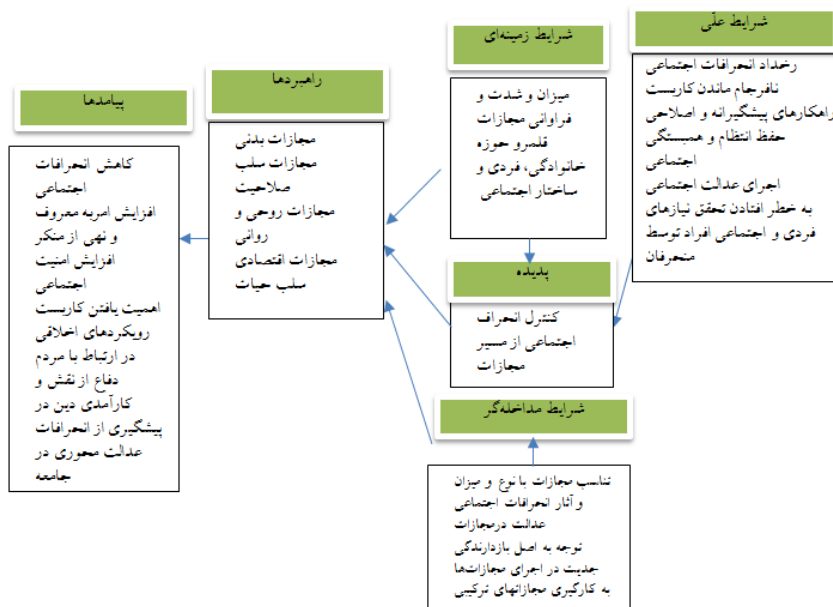 شرایط علّی
رخداد انحرافات اجتماعی
نافرجام ماندن کاربست
راهکارهای پیشگیرانه و اصلاحی
حفظ انتظام و همبستگی
اجتماعی
اجرای عدالت اجتماعی
به خطر افتادن تحقق نیازهای
فردی و اجتماعی افراد توسط
منحرفان
شرایط زمینه‌ای
میزان و شدت و
فراوانی مجازات
قلمرو حوزه
خانوادگی، فردی و
ساختار اجتماعی
پدیده
کنترل انحراف
اجتماعی از مسیر
مجازات
شرایط مداخله‌گر
تناسب مجازات با نوع و میزان
و آثار انحرافات اجتماعی
عدالت درمجازات
توجه به اصل بازدارندگی
جدیت در اجرای مجازات‌ها
به کارگیری مجازاتهای ترکیبی
راهبردها
مجازات بدنی
مجازات سلب
صلاحیت
مجازات روحی و
روانی
مجازات اقتصادی
سلب حیات
پیامدها
کاهش انحرافات
اجتماعی
افزایش امربه معروف
و نهی از منکر
افزایش امنیت
اجتماعی
اهمیت یافتن کاربست
رویکردهای اخلاقی
در ارتباط با مردم
دفاع از نقش و
کارآمدی دین در
پیشگیری از انحرافات
عدالت محوری در
جامعه